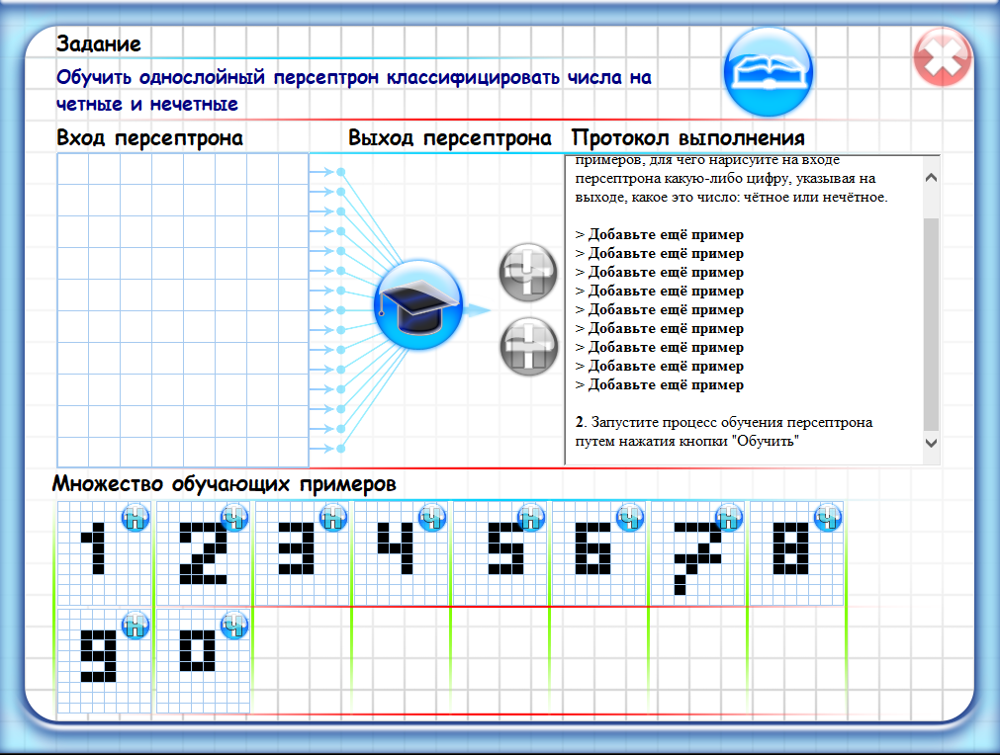 Задание
Обучить однослойный персептрон классифицировать числа на
четные и нечетные
Вход персептрона
Выход персептрона
Протокол выполнения
примеров, для чего нарисуйте на входе
персептрона какую-либо цифру, указывая на
выходе, какое это число: чётное или нечётное.
> Добавьте ещё пример
> Добавьте ещё пример
> Добавьте ещё пример
> Добавьте ещё пример
> Добавьте ещё пример
> Добавьте ещё пример
> Добавьте ещё пример
> Добавьте ещё пример
> Добавьте ещё пример
2. Запустите процесс обучения персептрона
путем нажатия кнопки "Обучить"
Ч
Н
Множество обучающих примеров
1 Н 2 Ч 3 Н 4 Ч 5 Н 6 Ч 7 Н 8 Ч
9 Н 0 Ч